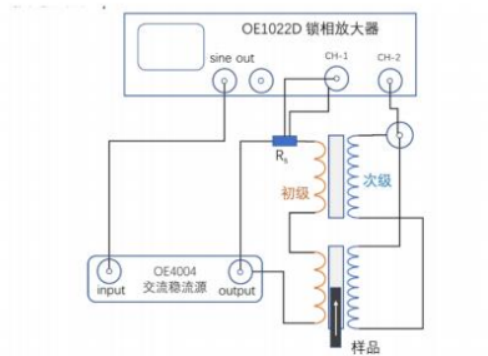 OE1022D 锁相放大器
sine out
CH-1
CH-2
Rs
初级
次级
OE4004
input
交流稳流源
output
样品